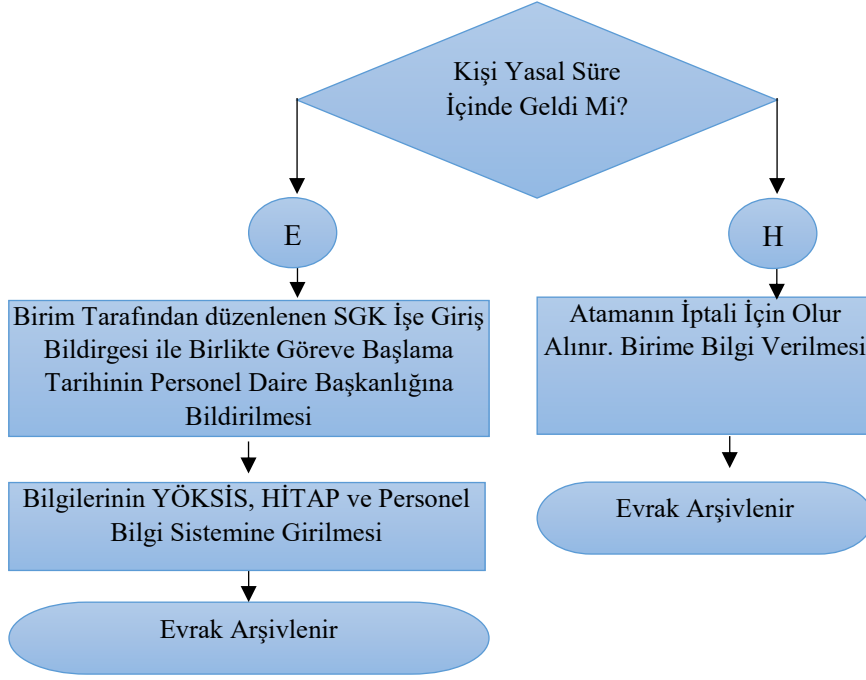 Kişi Yasal Süre
İçinde Geldi Mi?
E
H
Birim Tarafından düzenlenen SGK İşe Giriş
Bildirgesi ile Birlikte Göreve Başlama
Tarihinin Personel Daire Başkanlığına
Bildirilmesi
Atamanın İptali İçin Olur
Alınır. Birime Bilgi Verilmesi
Bilgilerinin YÖKSİS, HİTAP ve Personel
Bilgi Sistemine Girilmesi
Evrak Arşivlenir
Evrak Arşivlenir